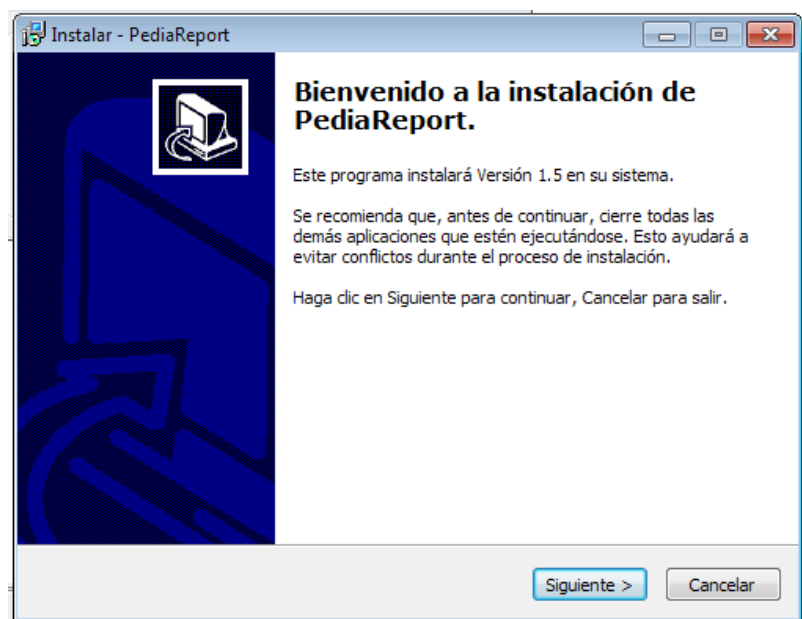 Instalar - PediaReport
Bienvenido a la instalación de
PediaReport.
Este programa instalará Versión 1.5 en su sistema.
Se recomienda que, antes de continuar, cierre todas las
demás aplicaciones que estén ejecutándose. Esto ayudará a
evitar conflictos durante el proceso de instalación.
Haga clic en Siguiente para continuar, Cancelar para salir.
Siguiente >
Cancelar